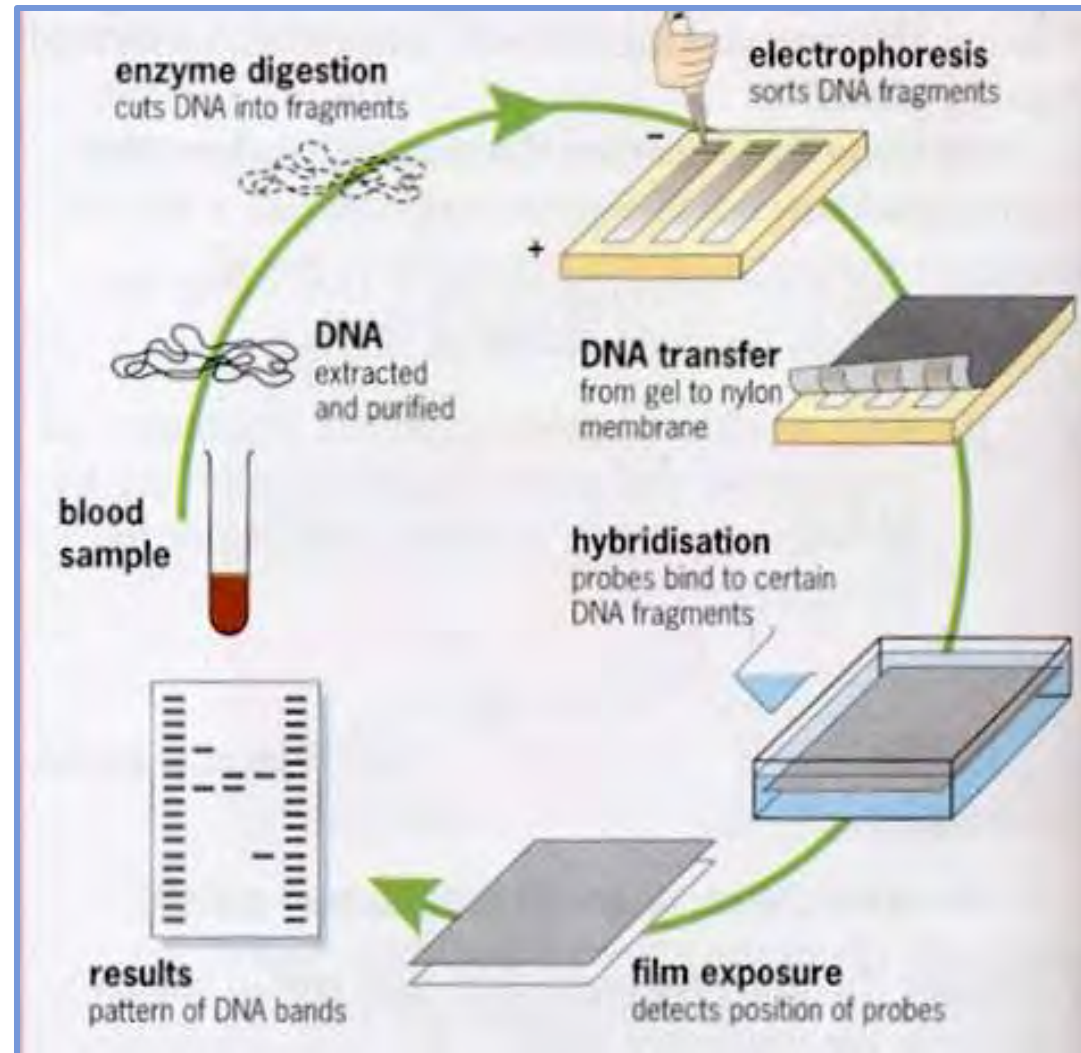 blood
sample
DNA
extracted
and purified
enzyme digestion
cuts DNA into fragments
electrophoresis
sorts DNA fragments
-
+
DNA transfer
from gel to nylon
membrane
hybridisation
probes bind to certain
DNA fragments
film exposure
detects position of probes
results
pattern of DNA bands